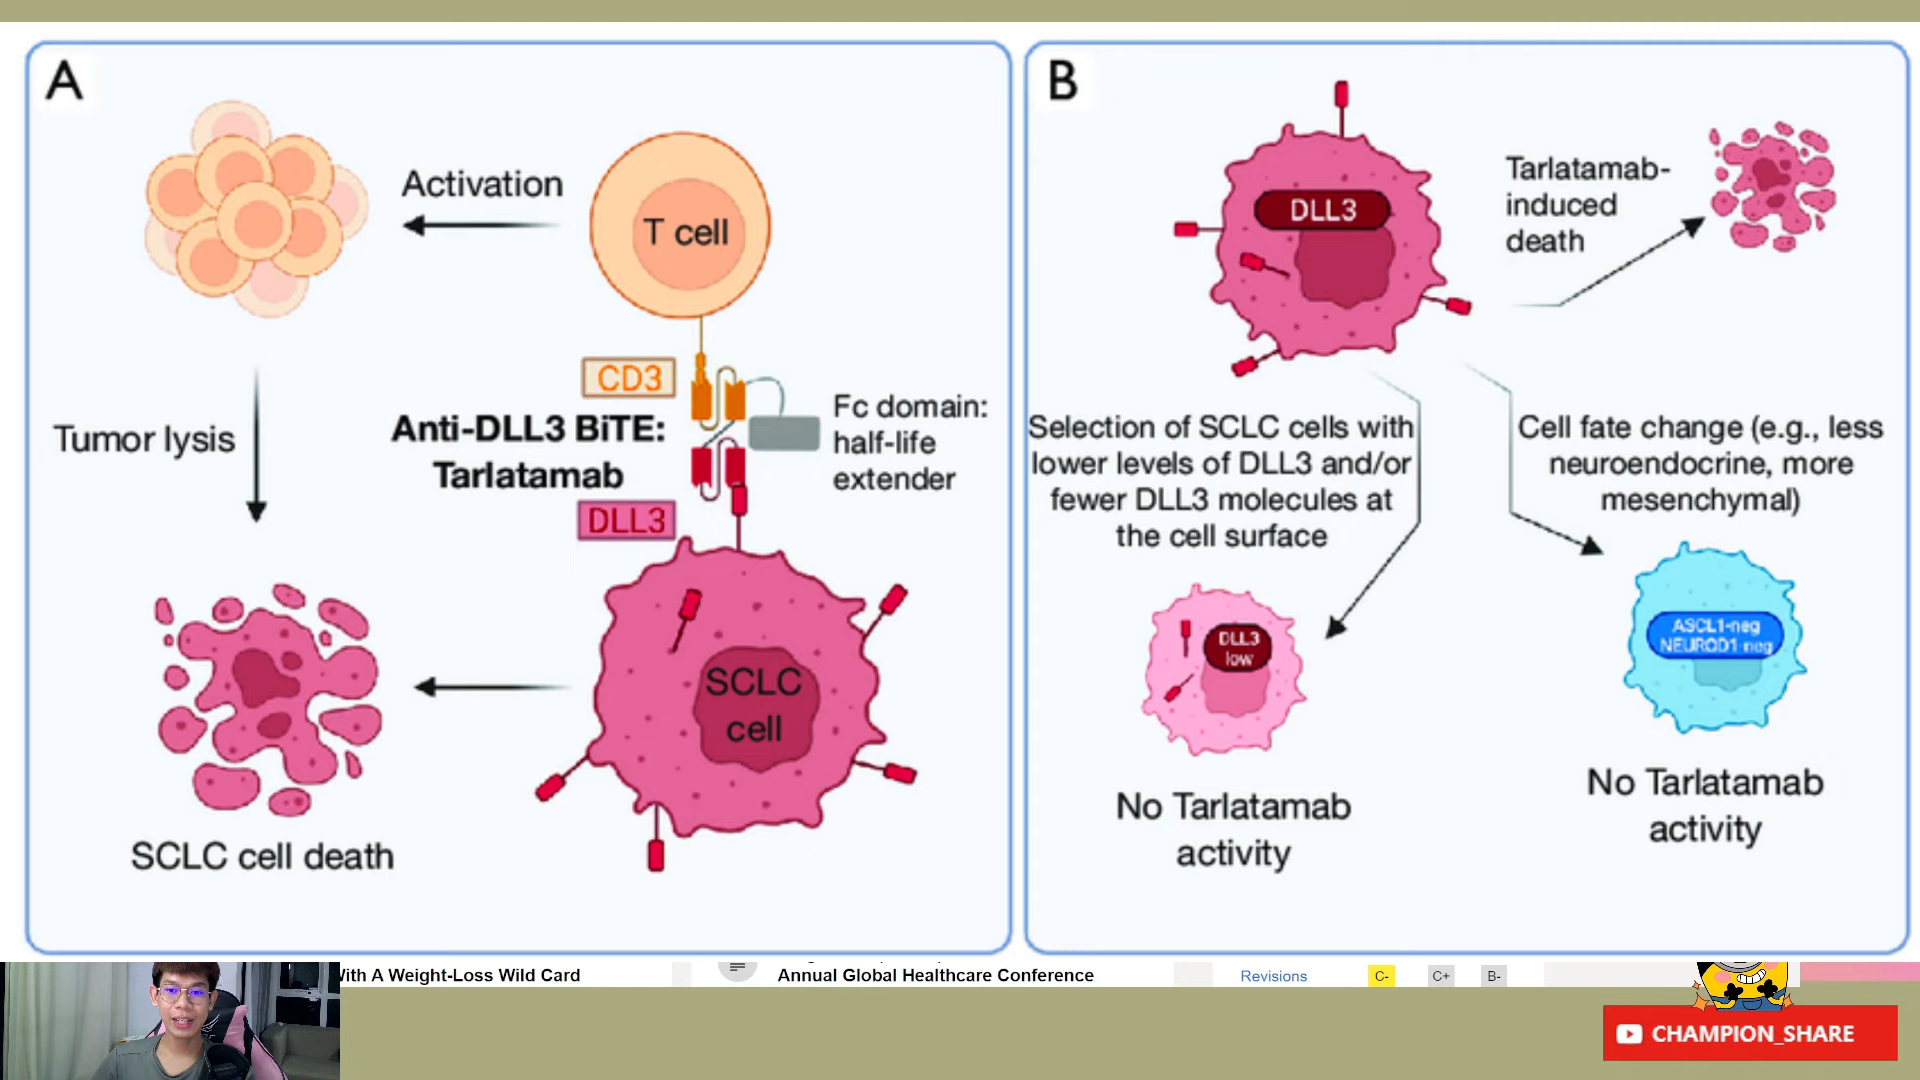 A
Activation
T cell
CD3
Anti-DLL3 BiTE:
Tarlatamab
Fc domain:
half-life
extender
DLL3
Tumor lysis
SCLC
cell
SCLC cell death
B
DLL3
Tarlatamab-
induced
death
Selection of SCLC cells with
lower levels of DLL3 and/or
fewer DLL3 molecules at
the cell surface
Cell fate change (e.g., less
neuroendocrine, more
mesenchymal)
DLL3
low
ASCL1-neg
NEUROD1-neg
No Tarlatamab
activity
No Tarlatamab
activity
With A Weight-Loss Wild Card
Annual Global Healthcare Conference
Revisions
C-
C+
B-
CHAMPION_SHARE